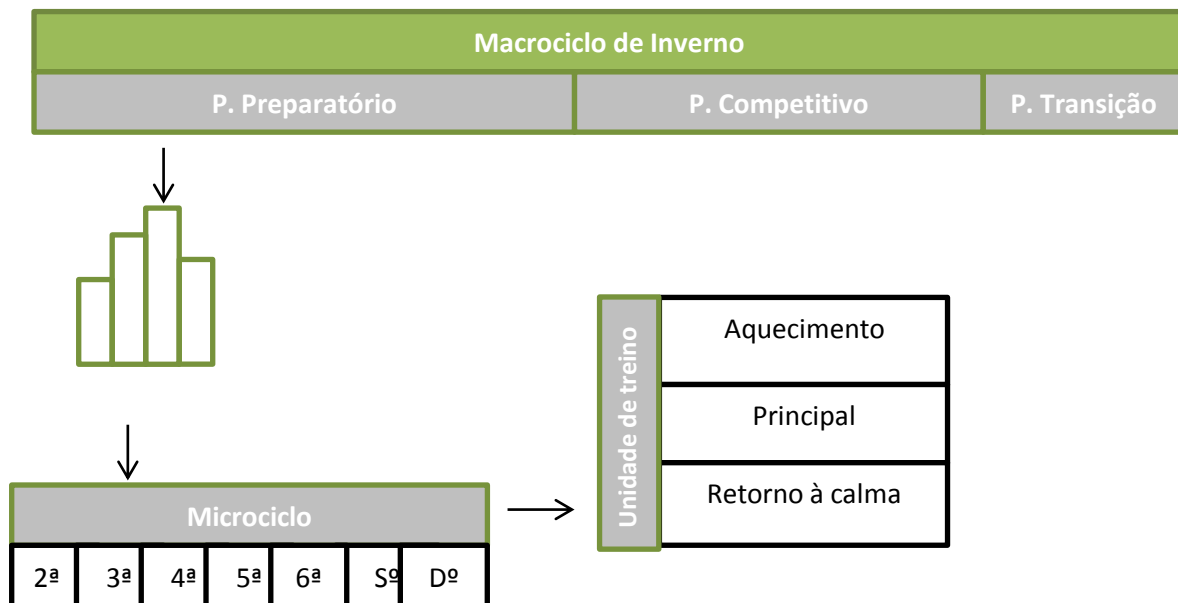 Macrociclo de Inverno
P. Preparatório
P. Competitivo
P. Transição
Unidade de treino
Aquecimento
Principal
Retorno à calma
Microciclo
2ª
3ª
4ª
5ª
6ª
Sº
Dº